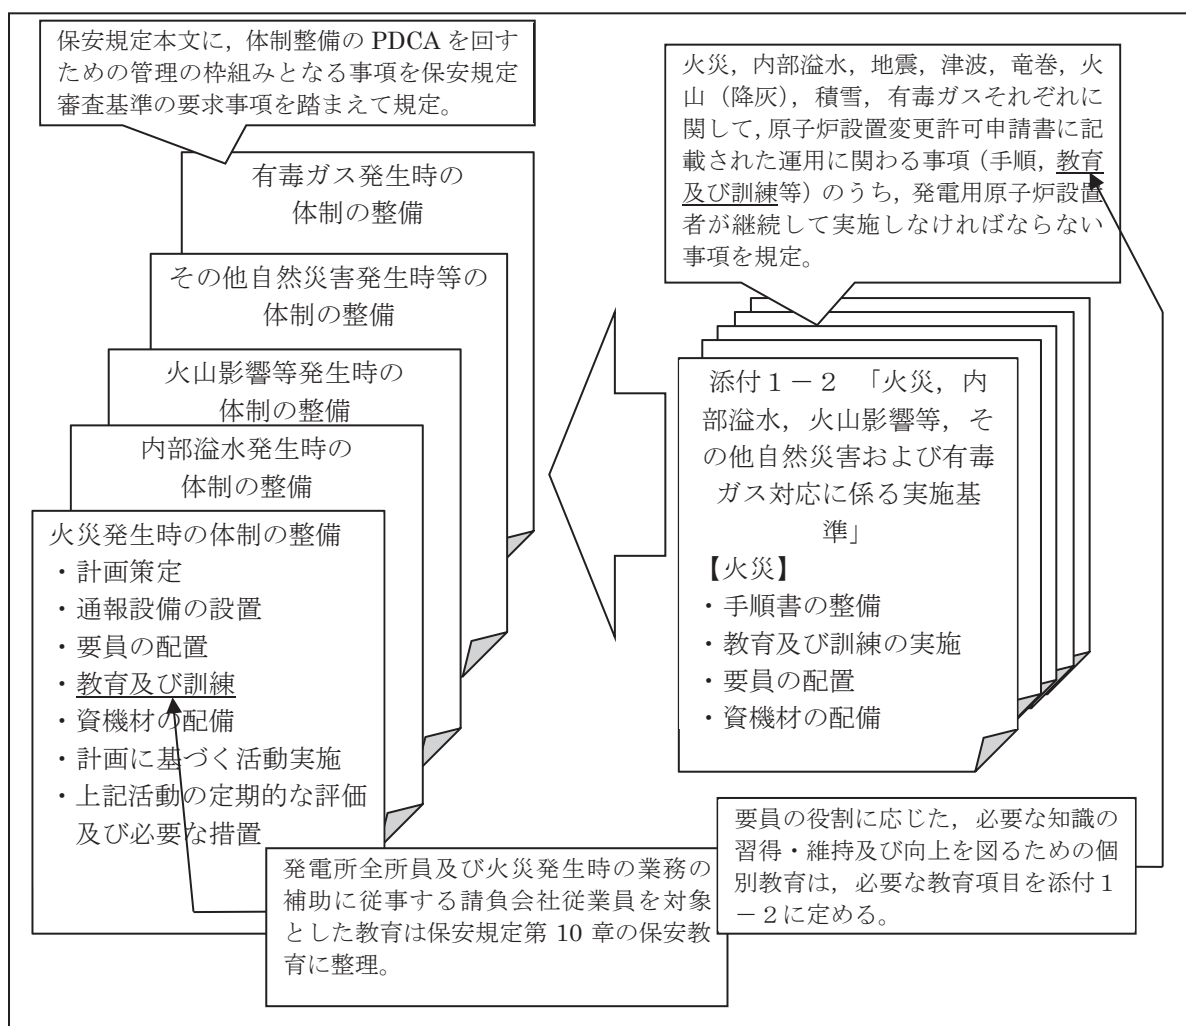 保安規定本文に，体制整備の PDCA を回す
ための管理の枠組みとなる事項を保安規定
審査基準の要求事項を踏まえて規定。
火災，内部溢水，地震，津波，竜巻，火
山（降灰），積雪，有毒ガスそれぞれに
関して，原子炉設置変更許可申請書に記
載された運用に関わる事項（手順，教育
及び訓練等）のうち，発電用原子炉設置
者が継続して実施しなければならない
事項を規定。
有毒ガス発生時の
体制の整備
その他自然災害発生時等の
体制の整備
火山影響等発生時の
体制の整備
内部溢水発生時の
体制の整備
火災発生時の体制の整備
・計画策定
・通報設備の設置
・要員の配置
・教育及び訓練
・資機材の配備
・計画に基づく活動実施
・上記活動の定期的な評価
及び必要な措置
添付１－２ 「火災，内
部溢水，火山影響等，そ
の他自然災害および有毒
ガス対応に係る実施基
準」
【火災】
・手順書の整備
・教育及び訓練の実施
・要員の配置
・資機材の配備
発電所全所員及び火災発生時の業務の
補助に従事する請負会社従業員を対象
とした教育は保安規定第 10 章の保安教
育に整理。
要員の役割に応じた，必要な知識の
習得・維持及び向上を図るための個
別教育は，必要な教育項目を添付１
－２に定める。